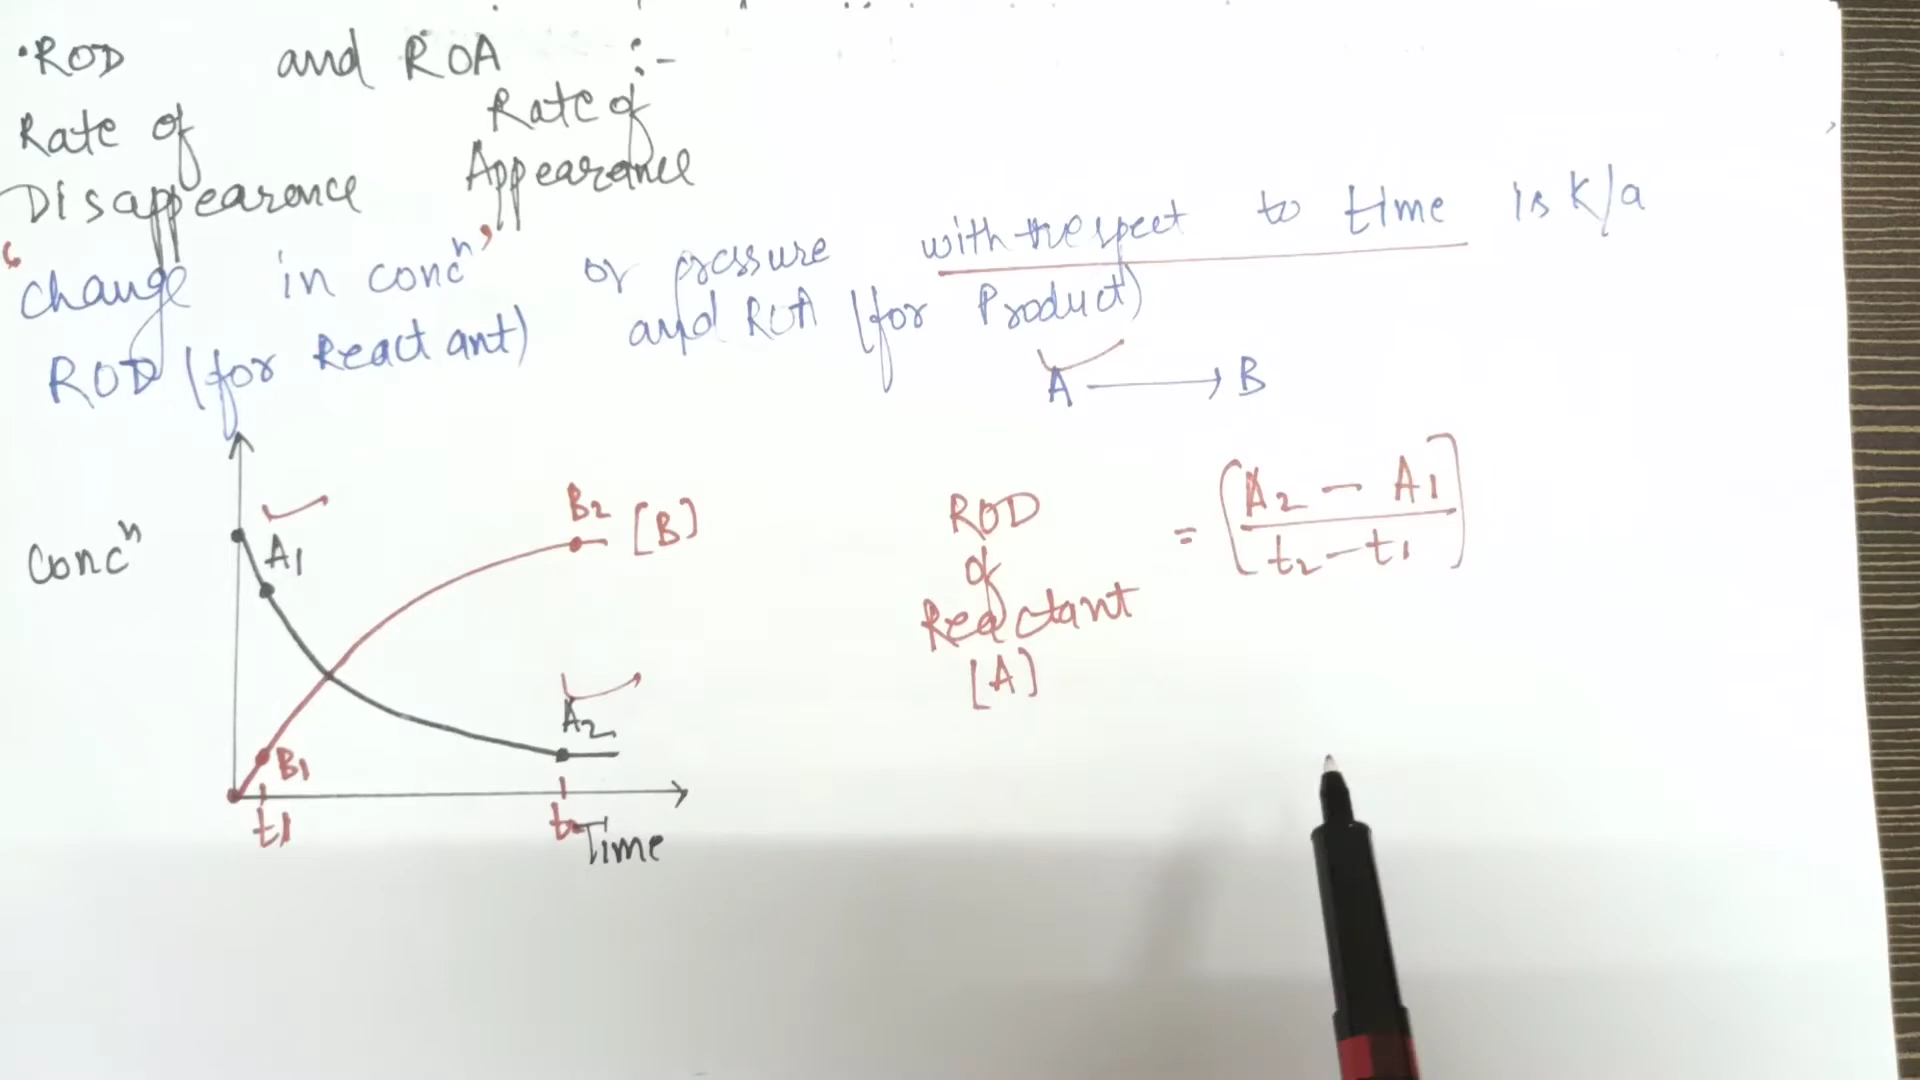 •ROD and ROA :-
Rate of Disappearance
Rate of Appearance
"change in concⁿ" or pressure with respect to time is k/a
ROD (for Reactant) and ROA (for Product)
A ⟶ B
Concⁿ
A1
B2 [B]
A2
B1
t1
t2
Time
ROD of Reactant [A] = [A2 - A1 / t2 - t1]